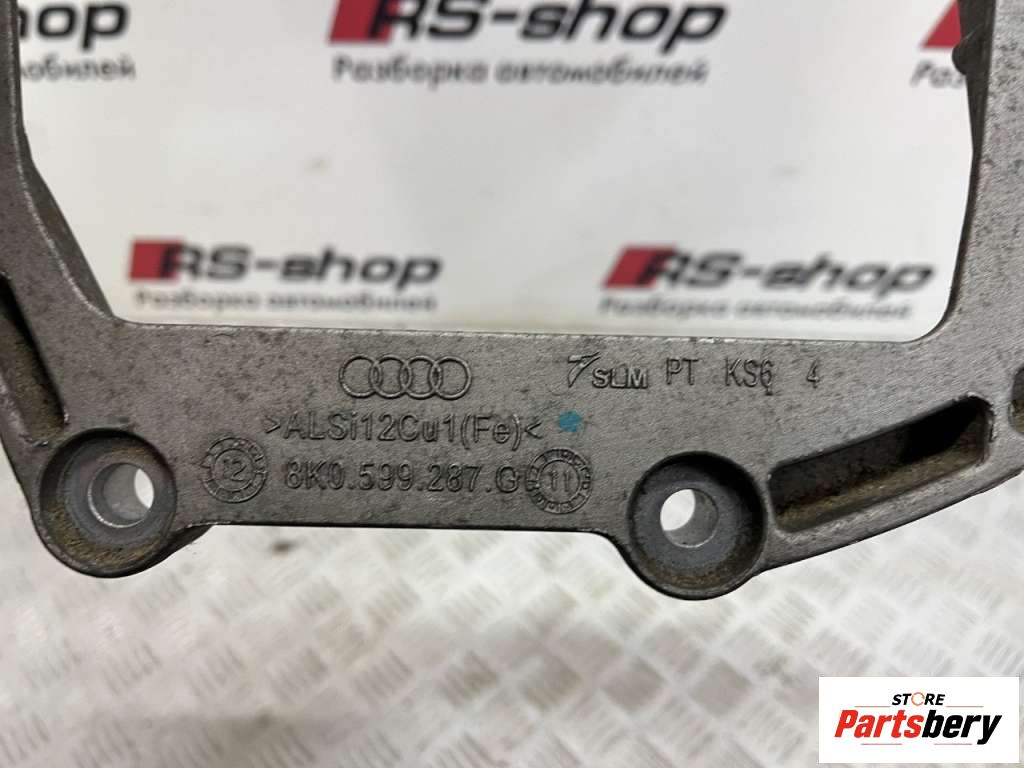 RS-shop
Разборка автомобилей
RS-shop
Разборка автомобилей
RS-shop
Разборка автомобилей
SLM PT KS6 4
>ALSi12Cu1(Fe)<
12 8K0.599.287.G 11
STORE
Partsbery